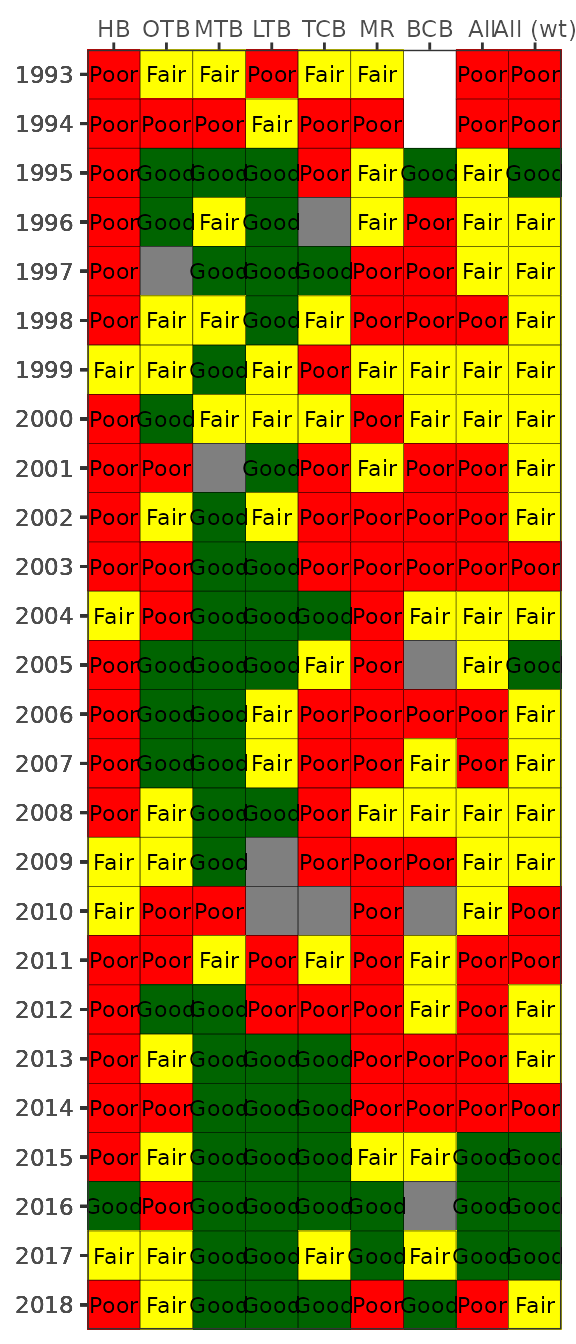 HB OTB MTB LTB TCB MR BCB All All (wt)
1993 Poor Fair Fair Poor Fair Fair Poor Poor
1994 Poor Poor Poor Fair Poor Poor Poor Poor
1995 Poor Good Good Good Poor Fair Good Fair Good
1996 Poor Good Fair Good Fair Poor Fair Fair
1997 Poor Good Good Good Poor Poor Fair Fair
1998 Poor Fair Fair Good Fair Poor Poor Poor Fair
1999 Fair Fair Good Fair Poor Fair Fair Fair Fair
2000 Poor Good Fair Fair Fair Poor Fair Fair Fair
2001 Poor Poor Good Poor Fair Poor Poor Fair
2002 Poor Fair Good Fair Poor Poor Poor Poor Fair
2003 Poor Poor Good Good Poor Poor Poor Poor Poor
2004 Fair Poor Good Good Good Poor Fair Fair Fair
2005 Poor Good Good Good Fair Poor Fair Good
2006 Poor Good Good Fair Poor Poor Poor Poor Fair
2007 Poor Good Good Fair Poor Poor Fair Poor Fair
2008 Poor Fair Good Good Poor Fair Fair Fair Fair
2009 Fair Fair Good Poor Poor Poor Fair Fair
2010 Fair Poor Poor Poor Fair Poor
2011 Poor Poor Fair Poor Fair Poor Fair Poor Poor
2012 Poor Good Good Poor Poor Poor Fair Poor Fair
2013 Poor Fair Good Good Good Poor Poor Poor Fair
2014 Poor Poor Good Good Good Poor Poor Poor Poor
2015 Poor Fair Good Good Good Fair Fair Good Good
2016 Good Poor Good Good Good Good Good Good
2017 Fair Fair Good Good Fair Good Fair Good Good
2018 Poor Fair Good Good Good Poor Good Poor Fair